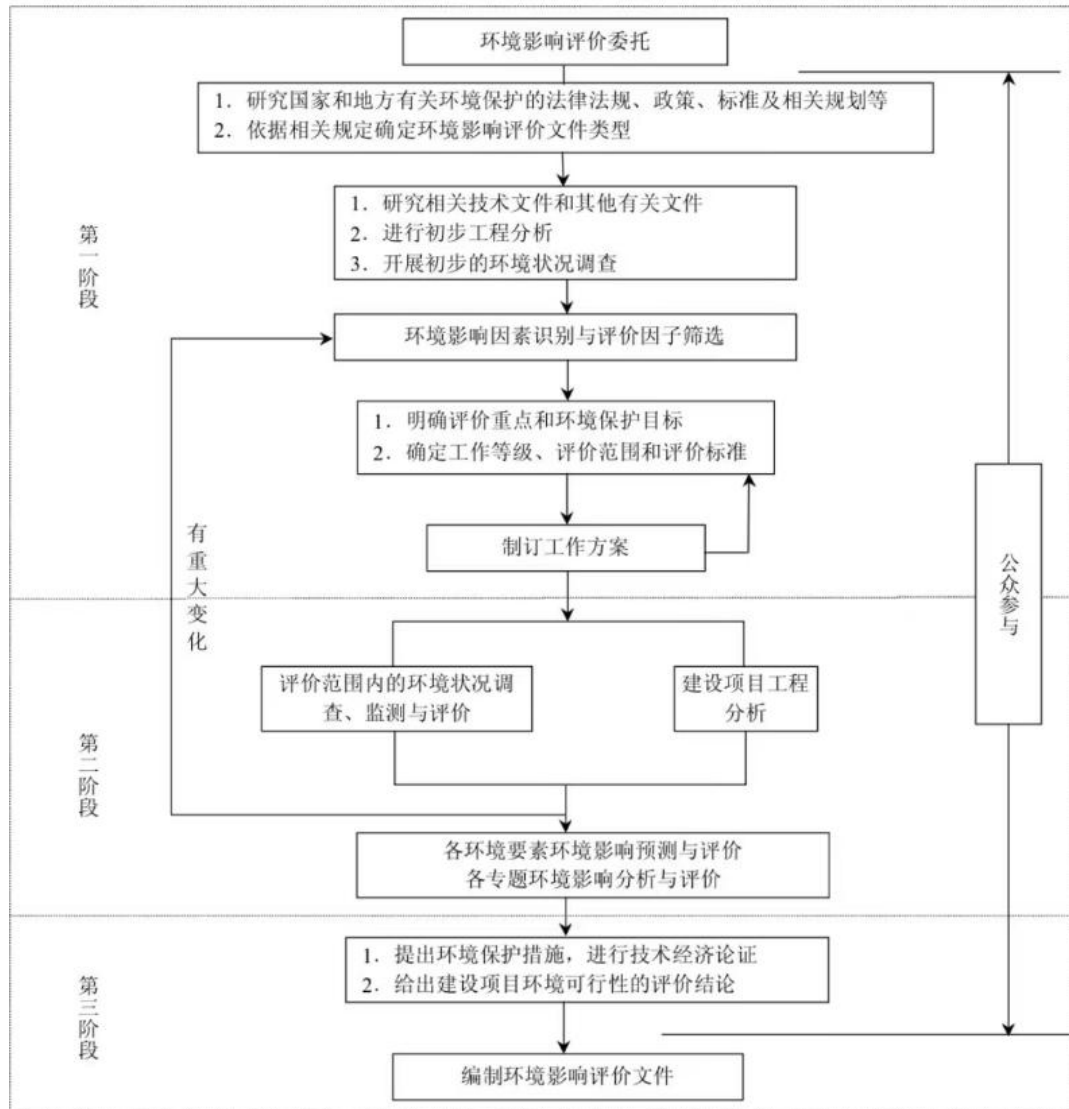 环境影响评价委托
1. 研究国家和地方有关环境保护的法律法规、政策、标准及相关规划等
2. 依据相关规定确定环境影响评价文件类型
1. 研究相关技术文件和其他有关文件
2. 进行初步工程分析
3. 开展初步的环境状况调查
第一阶段
环境影响因素识别与评价因子筛选
1. 明确评价重点和环境保护目标
2. 确定工作等级、评价范围和评价标准
制订工作方案
有重大变化
公众参与
评价范围内的环境状况调
查、监测与评价
建设项目工程
分析
第二阶段
各环境要素环境影响预测与评价
各专题环境影响分析与评价
1. 提出环境保护措施，进行技术经济论证
2. 给出建设项目环境可行性的评价结论
第三阶段
编制环境影响评价文件